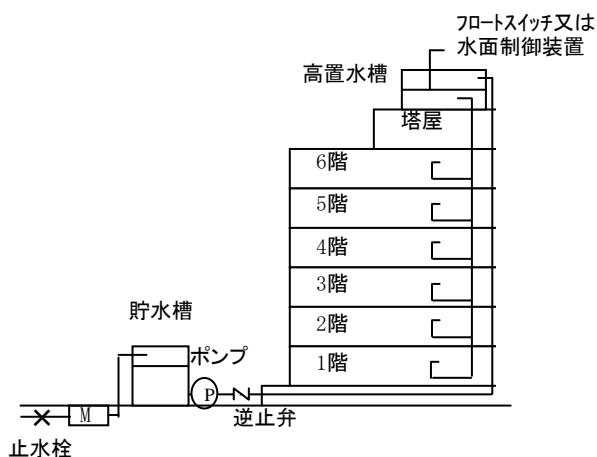 フロートスイッチ又は
水面制御装置
高置水槽
塔屋
6階
5階
4階
3階
2階
1階
貯水槽
ポンプ
P
逆止弁
M
止水栓